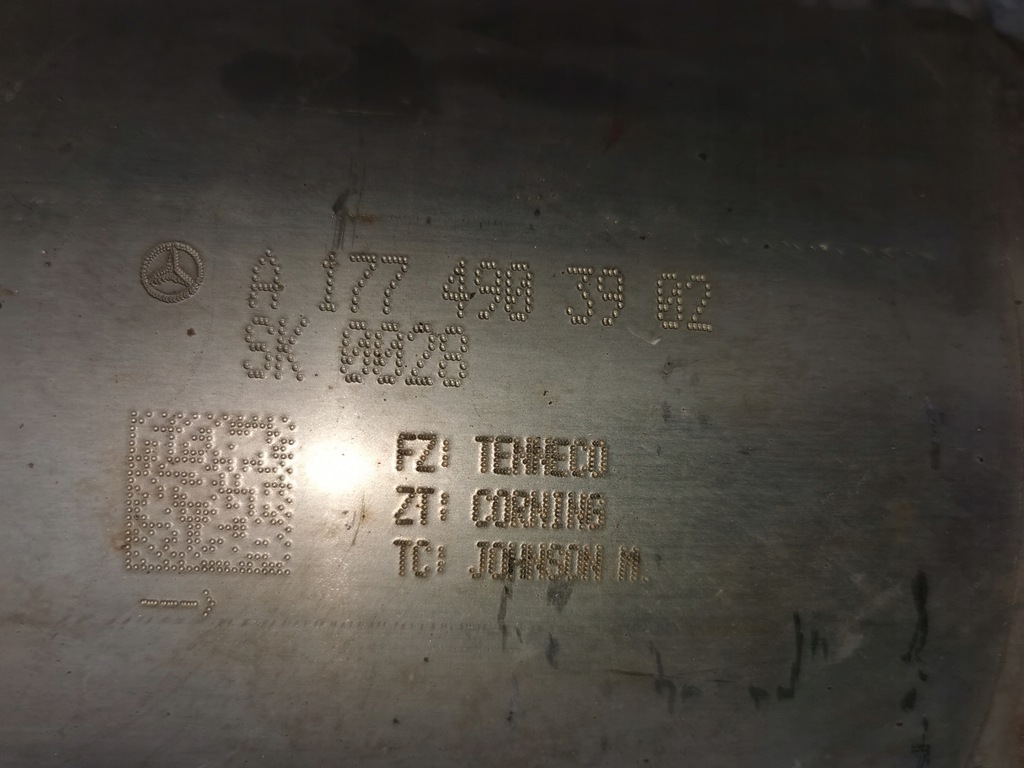 A 177 490 39 02
SK 0028
FZ: TENNECO
ZT: CORNING
TC: JOHNSON M.